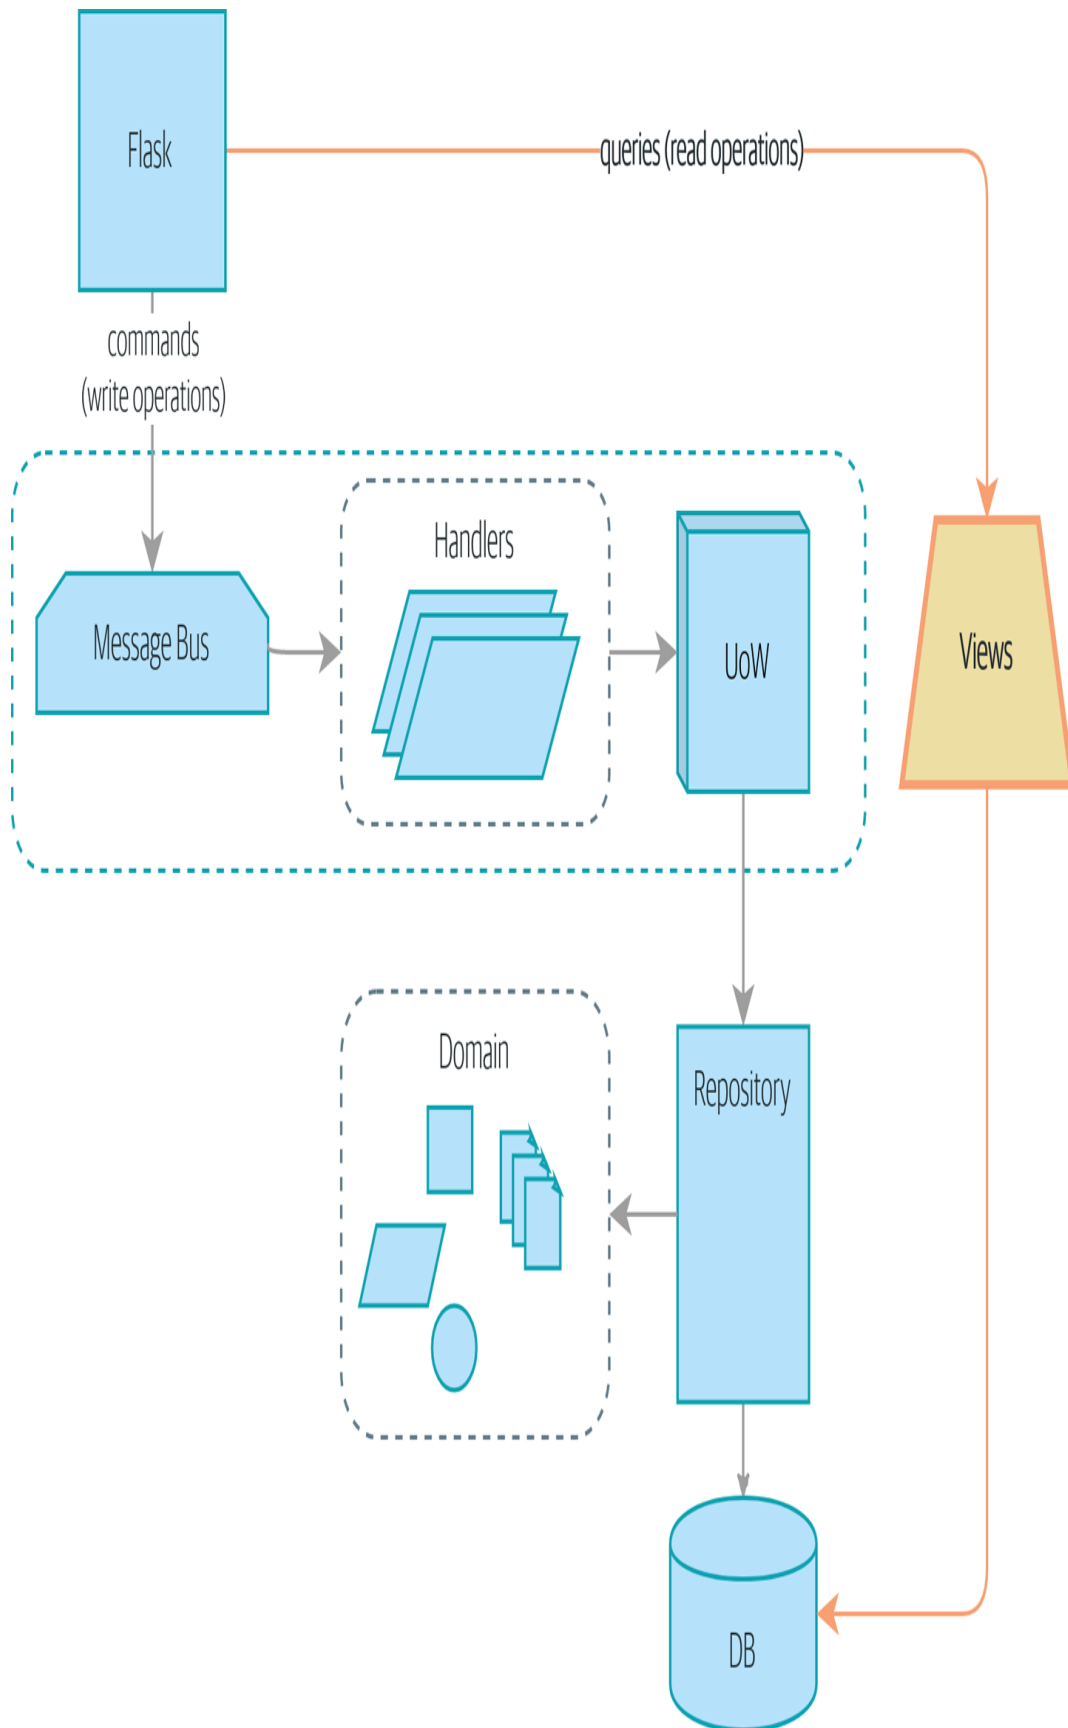 Flask
queries (read operations)
commands
(write operations)
Handlers
Message Bus
UoW
Views
Domain
Repository
DB